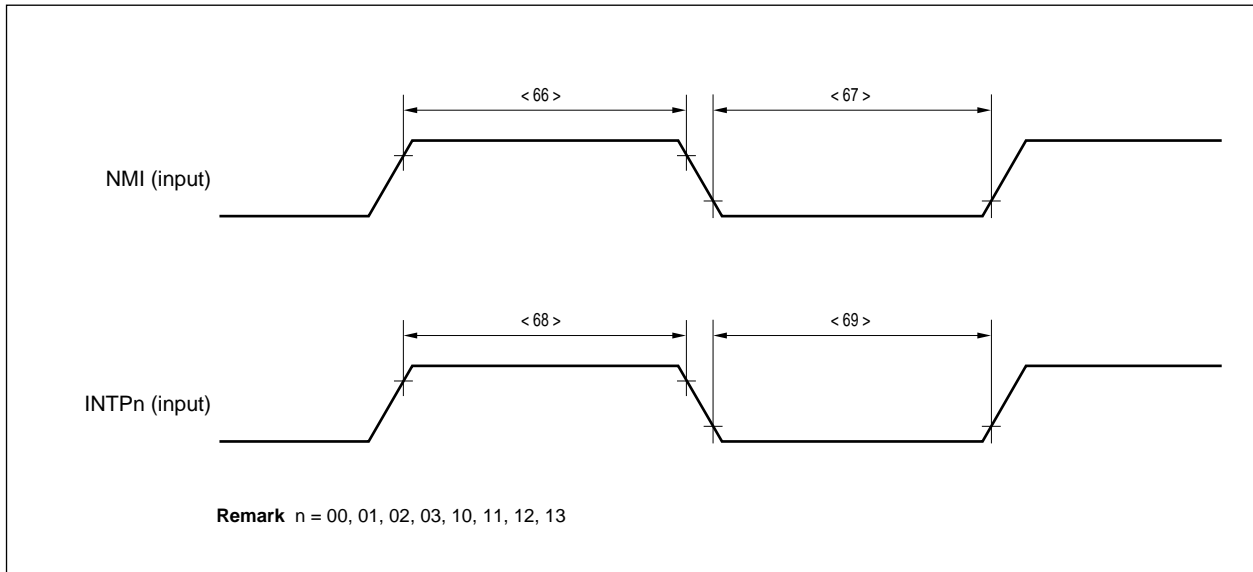 < 66 >
< 67 >
NMI (input)
< 68 >
< 69 >
INTPn (input)
Remark n = 00, 01, 02, 03, 10, 11, 12, 13